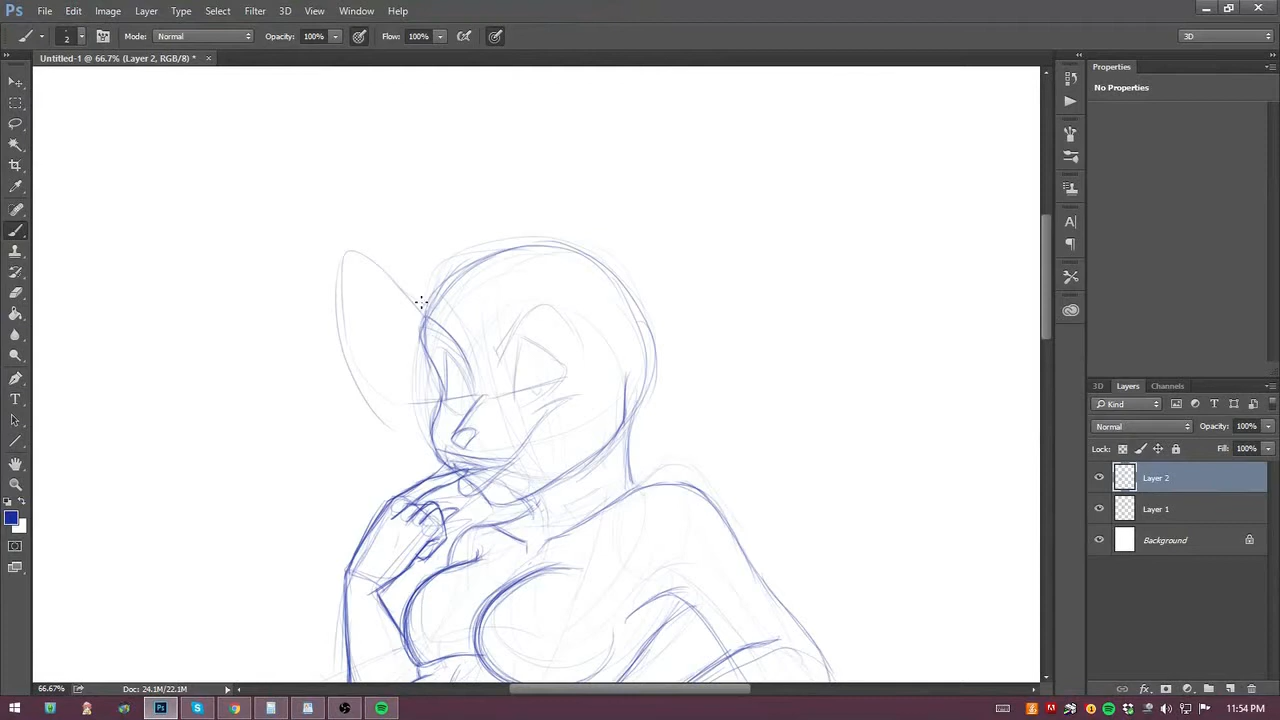 Ps File Edit Image Layer Type Select Filter 3D View Window Help
2 Mode: Normal Opacity: 100% Flow: 100% 3D
Untitled-1 @ 66.7% (Layer 2, RGB/8) * ×
Properties
No Properties
3D Layers Channels
Kind
Normal Opacity: 100%
Lock: Fill: 100%
Layer 2
Layer 1
Background
66.67% Doc: 24.1M/22.1M
11:54 PM